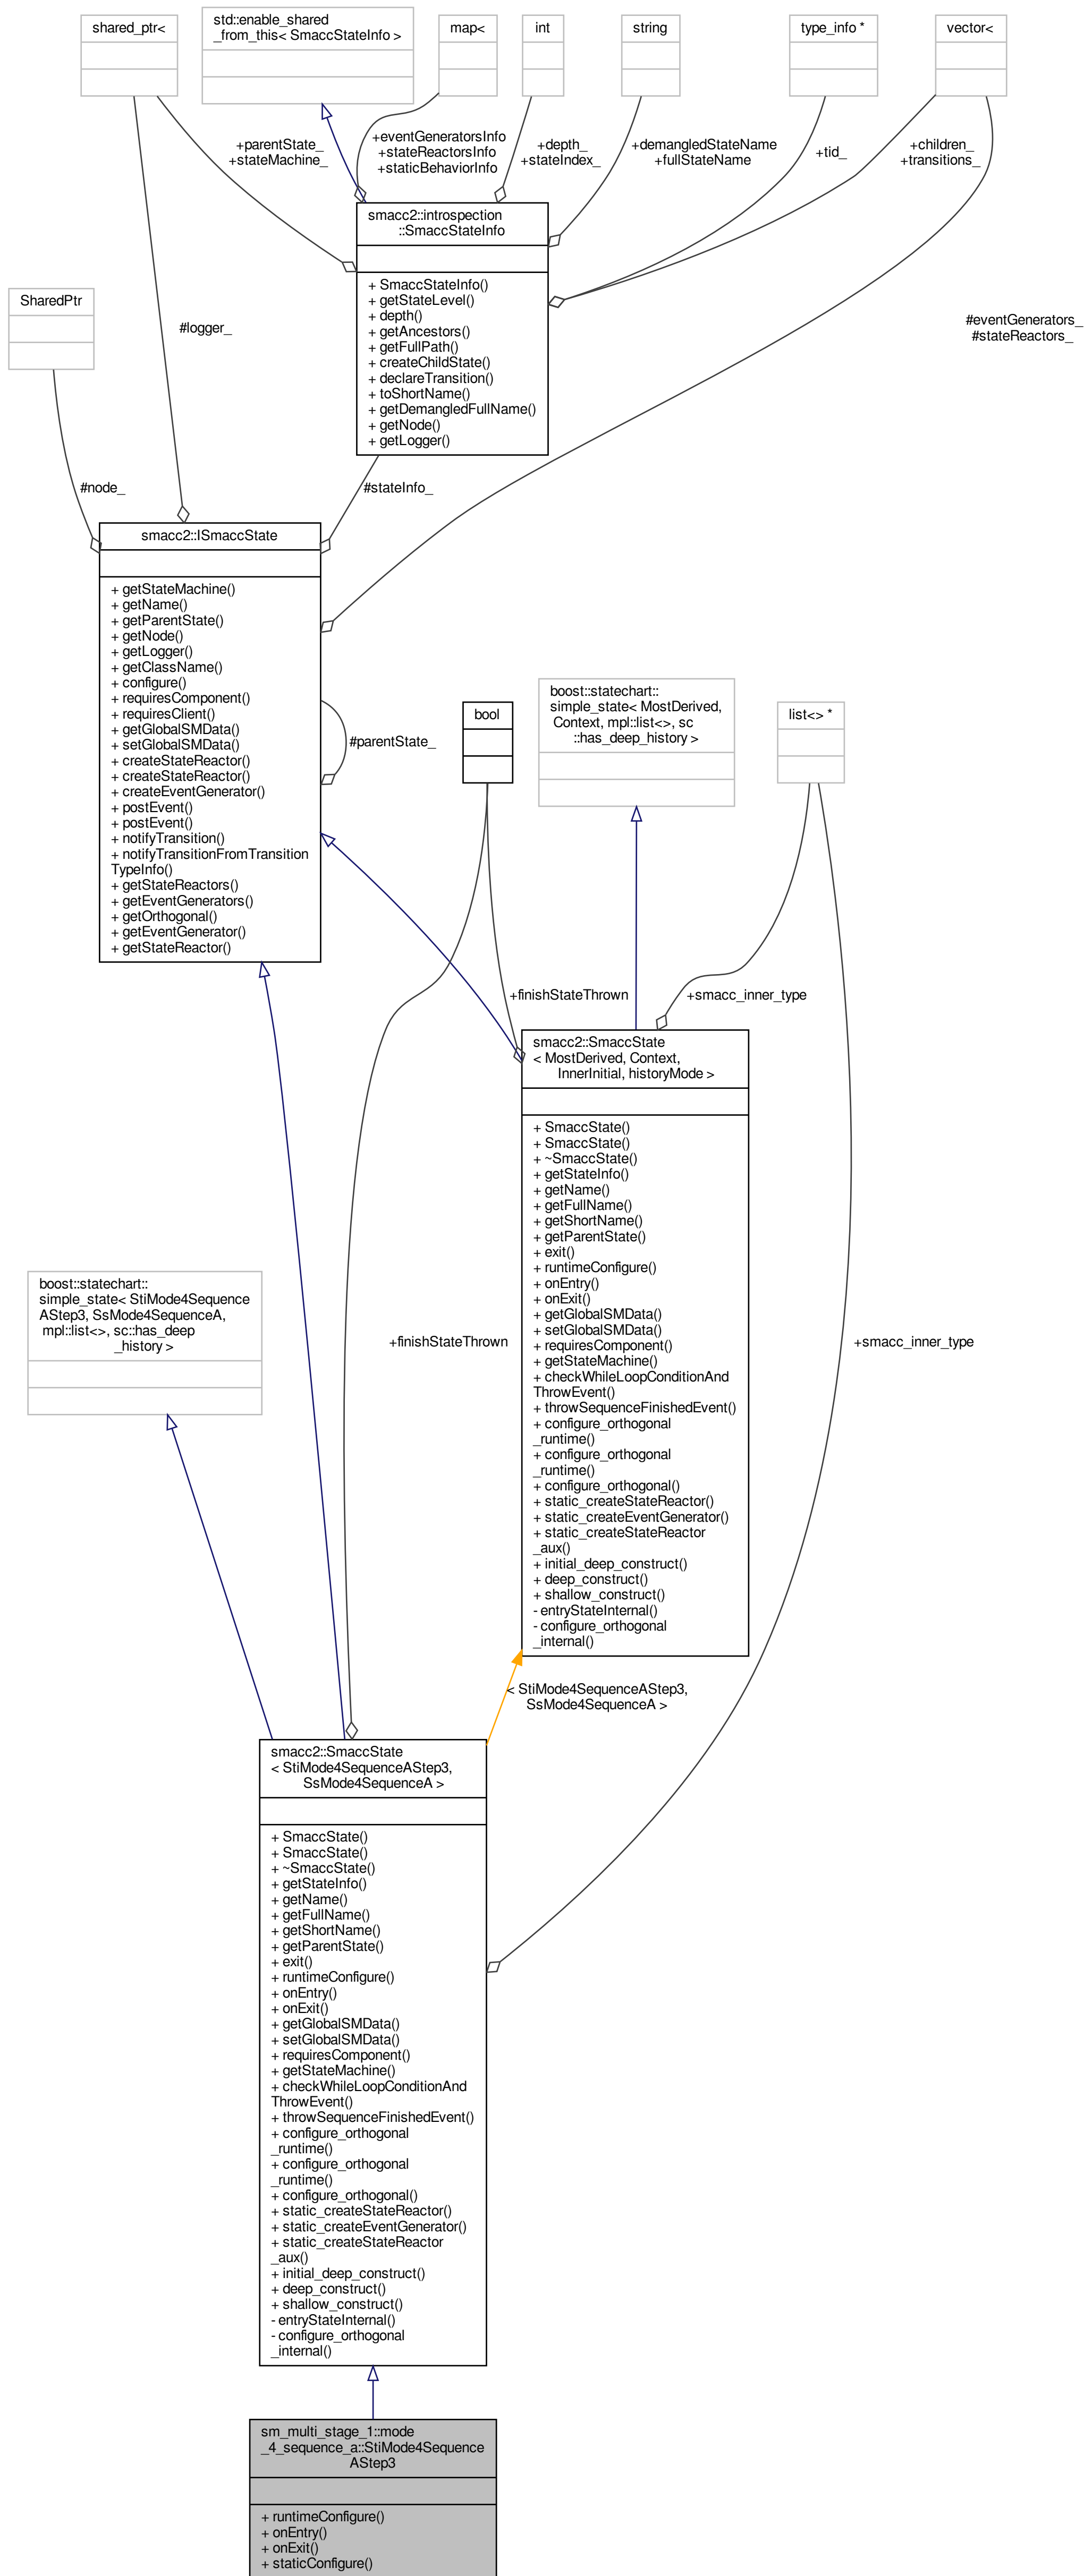 shared_ptr<
std::enable_shared
_from_this< SmaccStateInfo >
map<
int
string
type_info *
vector<
+parentState_
+stateMachine_
+eventGeneratorsInfo
+stateReactorsInfo
+staticBehaviorInfo
+depth_
+stateIndex_
+demangledStateName
+fullStateName
+tid_
+children_
+transitions_
smacc2::introspection
::SmaccStateInfo
+ SmaccStateInfo()
+ getStateLevel()
+ depth()
+ getAncestors()
+ getFullPath()
+ createChildState()
+ declareTransition()
+ toShortName()
+ getDemangledFullName()
+ getNode()
+ getLogger()
SharedPtr
#logger_
#eventGenerators_
#stateReactors_
#node_
#stateInfo_
smacc2::ISmaccState
+ getStateMachine()
+ getName()
+ getParentState()
+ getNode()
+ getLogger()
+ getClassName()
+ configure()
+ requiresComponent()
+ requiresClient()
+ getGlobalSMData()
+ setGlobalSMData()
+ createStateReactor()
+ createStateReactor()
+ createEventGenerator()
+ postEvent()
+ postEvent()
+ notifyTransition()
+ notifyTransitionFromTransition
TypeInfo()
+ getStateReactors()
+ getEventGenerators()
+ getOrthogonal()
+ getEventGenerator()
+ getStateReactor()
#parentState_
bool
boost::statechart::
simple_state< MostDerived,
Context, mpl::list<>, sc
::has_deep_history >
list<> *
+finishStateThrown
+smacc_inner_type
smacc2::SmaccState
< MostDerived, Context,
InnerInitial, historyMode >
+ SmaccState()
+ SmaccState()
+ ~SmaccState()
+ getStateInfo()
+ getName()
+ getFullName()
+ getShortName()
+ getParentState()
+ exit()
+ runtimeConfigure()
+ onEntry()
+ onExit()
+ getGlobalSMData()
+ setGlobalSMData()
+ requiresComponent()
+ getStateMachine()
+ checkWhileLoopConditionAnd
ThrowEvent()
+ throwSequenceFinishedEvent()
+ configure_orthogonal
_runtime()
+ configure_orthogonal
_runtime()
+ configure_orthogonal()
+ static_createStateReactor()
+ static_createEventGenerator()
+ static_createStateReactor
_aux()
+ initial_deep_construct()
+ deep_construct()
+ shallow_construct()
- entryStateInternal()
- configure_orthogonal
_internal()
boost::statechart::
simple_state< StiMode4Sequence
AStep3, SsMode4SequenceA,
mpl::list<>, sc::has_deep
_history >
+finishStateThrown
+smacc_inner_type
< StiMode4SequenceAStep3,
SsMode4SequenceA >
smacc2::SmaccState
< StiMode4SequenceAStep3,
SsMode4SequenceA >
+ SmaccState()
+ SmaccState()
+ ~SmaccState()
+ getStateInfo()
+ getName()
+ getFullName()
+ getShortName()
+ getParentState()
+ exit()
+ runtimeConfigure()
+ onEntry()
+ onExit()
+ getGlobalSMData()
+ setGlobalSMData()
+ requiresComponent()
+ getStateMachine()
+ checkWhileLoopConditionAnd
ThrowEvent()
+ throwSequenceFinishedEvent()
+ configure_orthogonal
_runtime()
+ configure_orthogonal
_runtime()
+ configure_orthogonal()
+ static_createStateReactor()
+ static_createEventGenerator()
+ static_createStateReactor
_aux()
+ initial_deep_construct()
+ deep_construct()
+ shallow_construct()
- entryStateInternal()
- configure_orthogonal
_internal()
sm_multi_stage_1::mode
_4_sequence_a::StiMode4Sequence
AStep3
+ runtimeConfigure()
+ onEntry()
+ onExit()
+ staticConfigure()